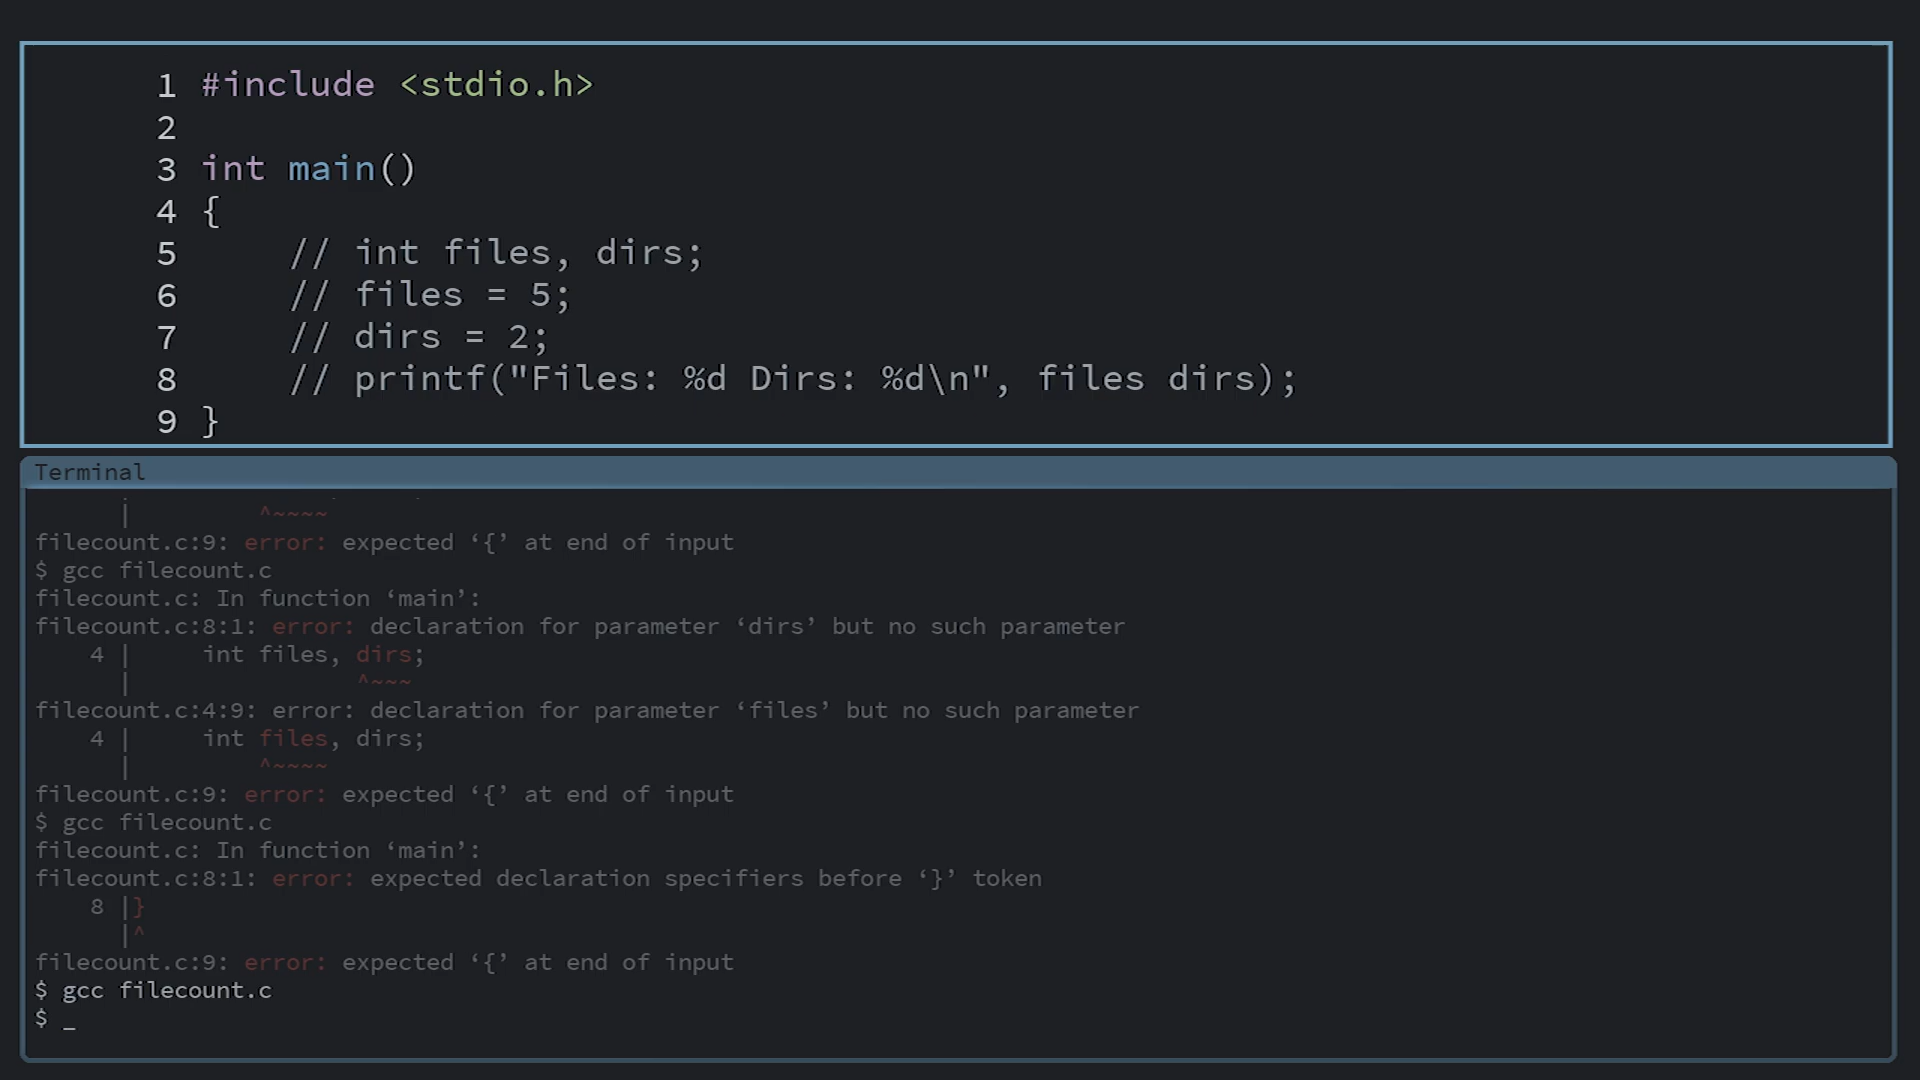 1 #include <stdio.h>
2
3 int main()
4 {
5     // int files, dirs;
6     // files = 5;
7     // dirs = 2;
8     // printf("Files: %d Dirs: %d\n", files dirs);
9 }
Terminal
      |         ^~~~~
filecount.c:9: error: expected ‘{’ at end of input
$ gcc filecount.c
filecount.c: In function ‘main’:
filecount.c:8:1: error: declaration for parameter ‘dirs’ but no such parameter
    4 |     int files, dirs;
      |                ^~~~
filecount.c:4:9: error: declaration for parameter ‘files’ but no such parameter
    4 |     int files, dirs;
      |         ^~~~~
filecount.c:9: error: expected ‘{’ at end of input
$ gcc filecount.c
filecount.c: In function ‘main’:
filecount.c:8:1: error: expected declaration specifiers before ‘}’ token
    8 |}
      |^
filecount.c:9: error: expected ‘{’ at end of input
$ gcc filecount.c
$ _